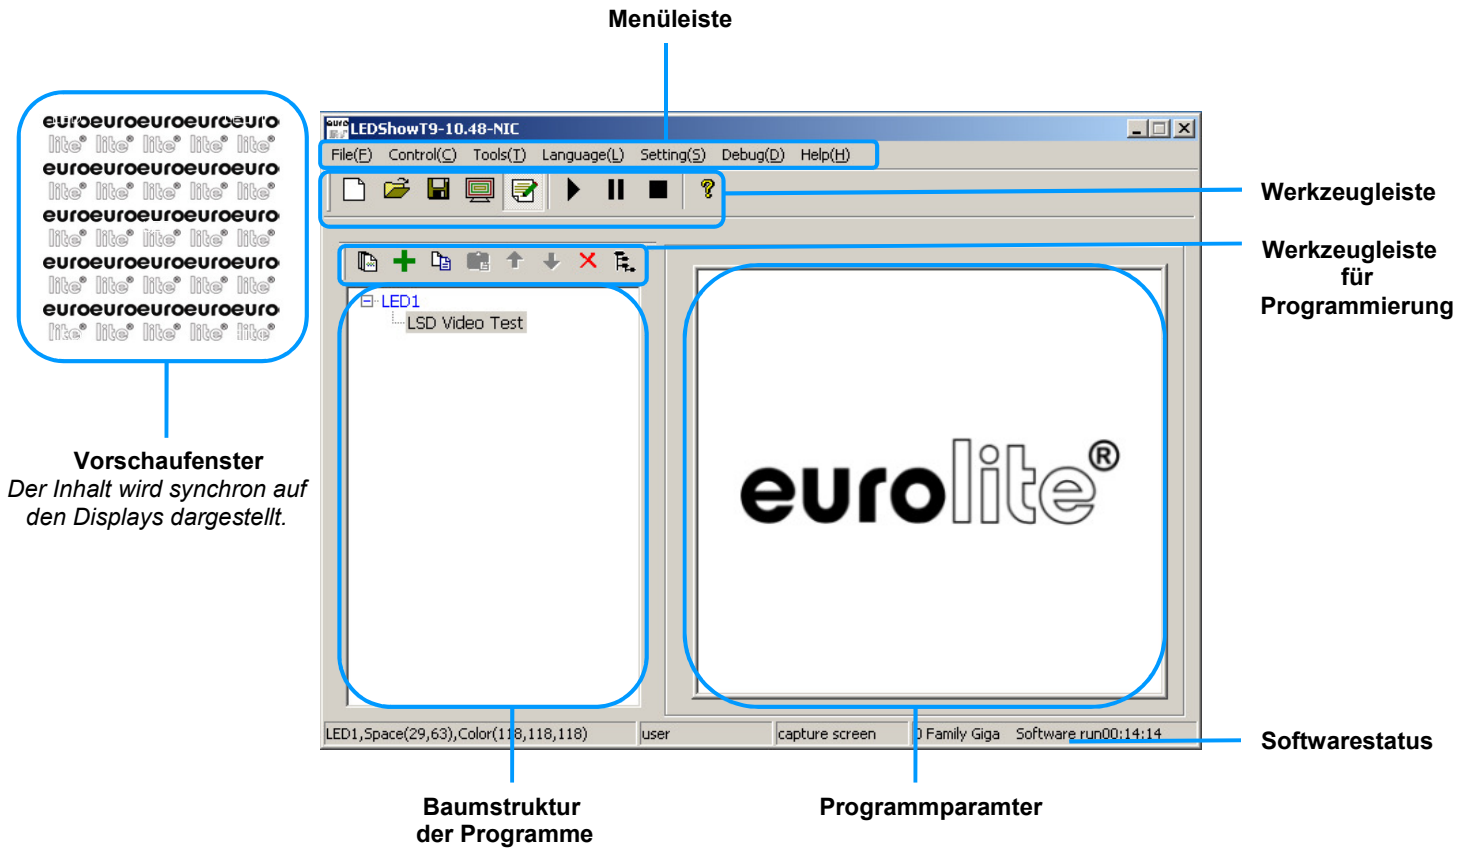 Menüleiste
euroeuroeuroeuroeuro
lite® lite® lite® lite® lite®
euroeuroeuroeuroeuro
lite® lite® lite® lite® lite®
euroeuroeuroeuroeuro
lite® lite® lite® lite® lite®
euroeuroeuroeuroeuro
lite® lite® lite® lite® lite®
euroeuroeuroeuroeuro
lite® lite® lite® lite® lite®
Vorschaufenster
Der Inhalt wird synchron auf
den Displays dargestellt.
euro LEDShowT9-10.48-NIC
File(F) Control(C) Tools(T) Language(L) Setting(S) Debug(D) Help(H)
Werkzeugleiste
Werkzeugleiste
für
Programmierung
LED1
LSD Video Test
eurolite®
LED1,Space(29,63),Color(118,118,118) user capture screen 0 Family Giga Software run00:14:14
Softwarestatus
Baumstruktur
der Programme
Programmparamter